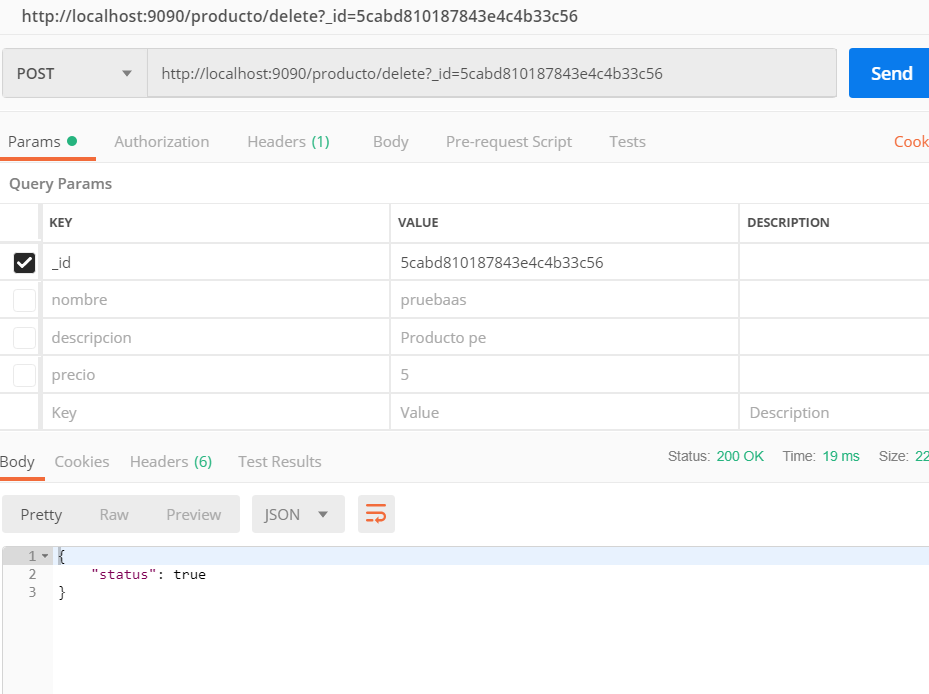 http://localhost:9090/producto/delete?_id=5cabd810187843e4c4b33c56
POST http://localhost:9090/producto/delete?_id=5cabd810187843e4c4b33c56 Send
Params Authorization Headers (1) Body Pre-request Script Tests Cook
Query Params
KEY VALUE DESCRIPTION
_id 5cabd810187843e4c4b33c56
nombre pruebaas
descripcion Producto pe
precio 5
Key Value Description
Body Cookies Headers (6) Test Results Status: 200 OK Time: 19 ms Size: 22
Pretty Raw Preview JSON
1 {
2 "status": true
3 }